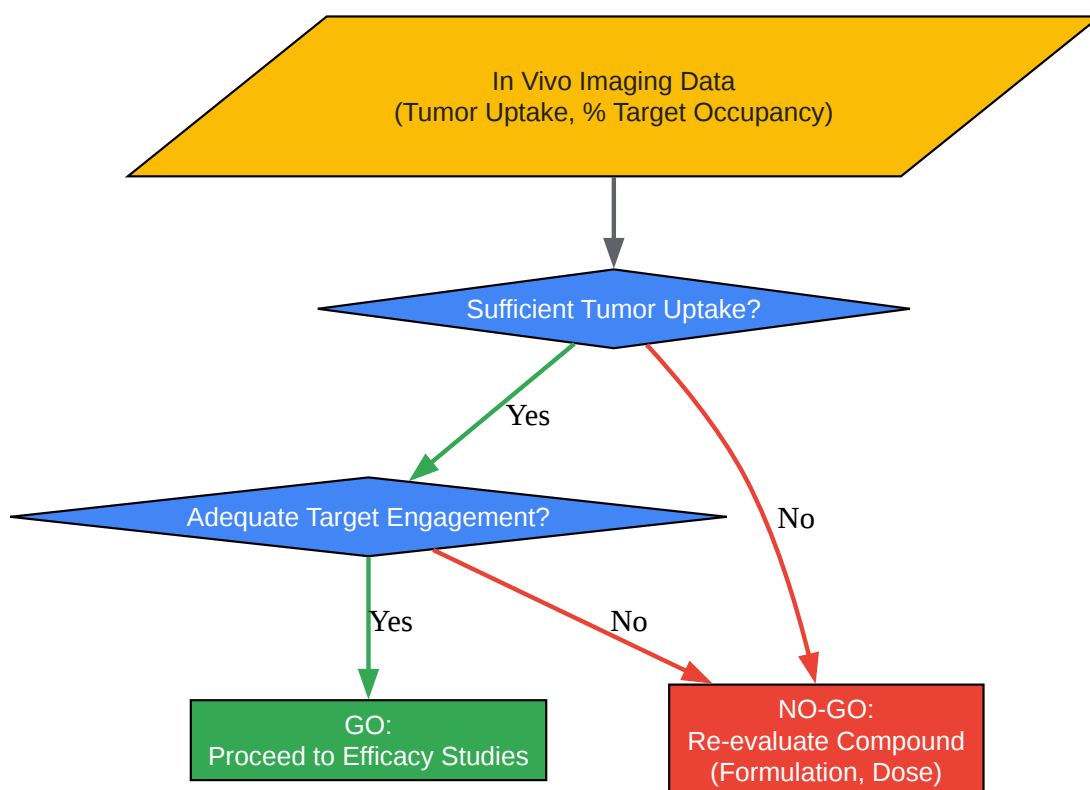 In Vivo Imaging Data
(Tumor Uptake, % Target Occupancy)
Sufficient Tumor Uptake?
Yes
No
Adequate Target Engagement?
Yes
No
GO:
Proceed to Efficacy Studies
NO-GO:
Re-evaluate Compound
(Formulation, Dose)